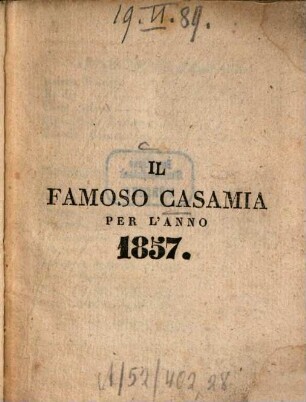 19.II.89.
IL
FAMOSO CASAMIA
PER L'ANNO
1857.